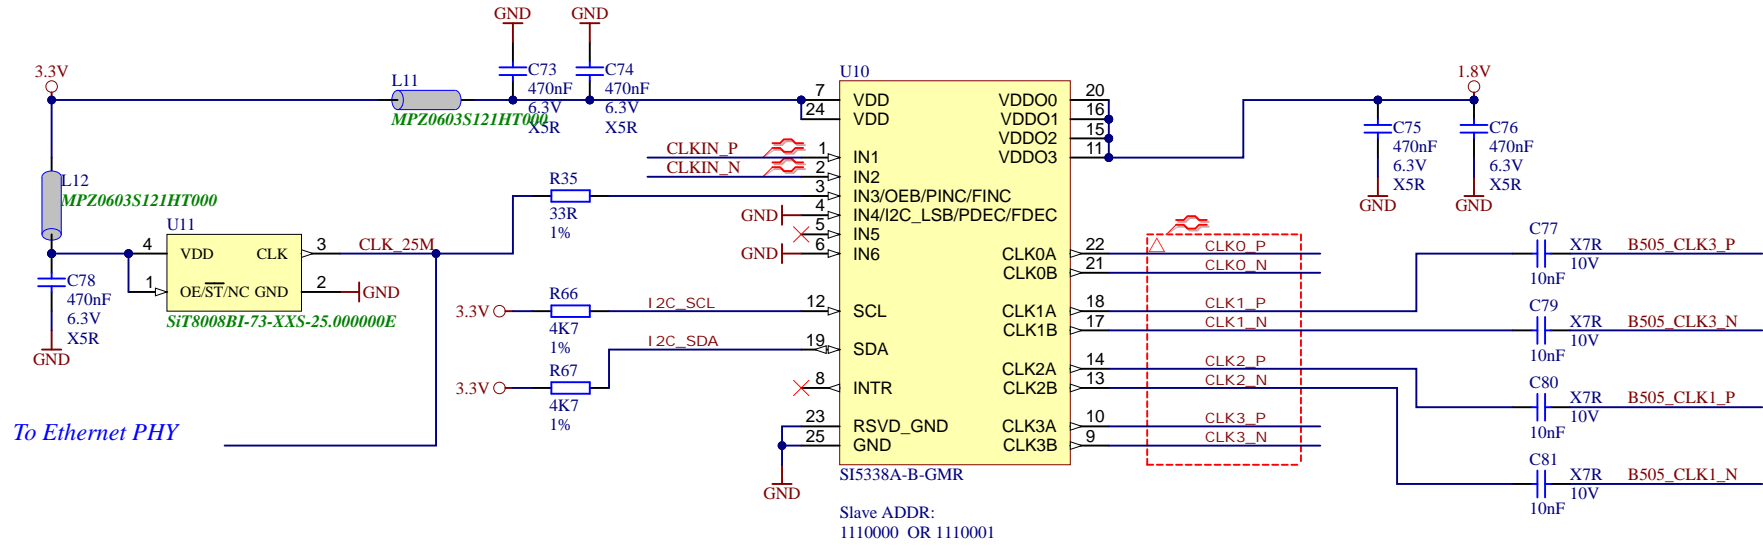 GND
GND
3.3V
L11
C73
470nF
6.3V
X5R
C74
470nF
6.3V
X5R
MPZ0603S121HT000
L12
MPZ0603S121HT000
U11
4 VDD CLK 3
1 OE/ST/NC GND 2
SiT8008BI-73-XXS-25.000000E
CLK_25M
GND
C78
470nF
6.3V
X5R
GND
To Ethernet PHY
CLKIN_P
CLKIN_N
R35
33R
1%
GND
GND
3.3V
R66
4K7
1%
I2C_SCL
3.3V
R67
4K7
1%
I2C_SDA
GND
U10
7 VDD VDDO0 20
24 VDD VDDO1 16
VDDO2 15
1 IN1 VDDO3 11
2 IN2
3 IN3/OEB/PINC/FINC
4 IN4/I2C_LSB/PDEC/FDEC
5 IN5
6 IN6 CLK0A 22
CLK0B 21
12 SCL CLK1A 18
CLK1B 17
19 SDA
CLK2A 14
8 INTR CLK2B 13
23 RSVD_GND CLK3A 10
25 GND CLK3B 9
SI5338A-B-GMR
Slave ADDR:
1110000 OR 1110001
1.8V
C75
470nF
6.3V
X5R
GND
C76
470nF
6.3V
X5R
GND
CLK0_P
CLK0_N
CLK1_P
CLK1_N
CLK2_P
CLK2_N
CLK3_P
CLK3_N
C77
X7R
10V
10nF
B505_CLK3_P
C79
X7R
10V
10nF
B505_CLK3_N
C80
X7R
10V
10nF
B505_CLK1_P
C81
X7R
10V
10nF
B505_CLK1_N